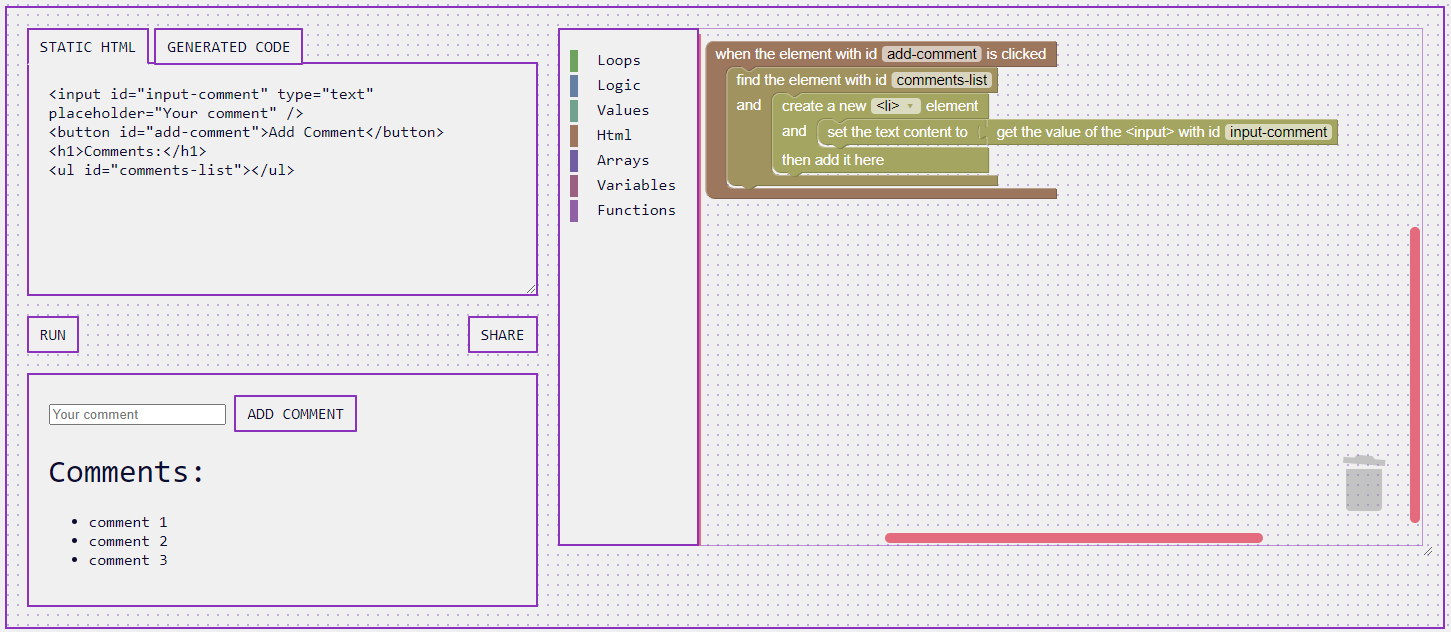 STATIC HTML
GENERATED CODE
<input id="input-comment" type="text"
placeholder="Your comment" />
<button id="add-comment">Add Comment</button>
<h1>Comments:</h1>
<ul id="comments-list"></ul>
RUN
SHARE
Your comment
ADD COMMENT
Comments:
comment 1
comment 2
comment 3
Loops
Logic
Values
Html
Arrays
Variables
Functions
when the element with id add-comment is clicked
find the element with id comments-list
and
create a new <li> element
and
set the text content to get the value of the <input> with id input-comment
then add it here